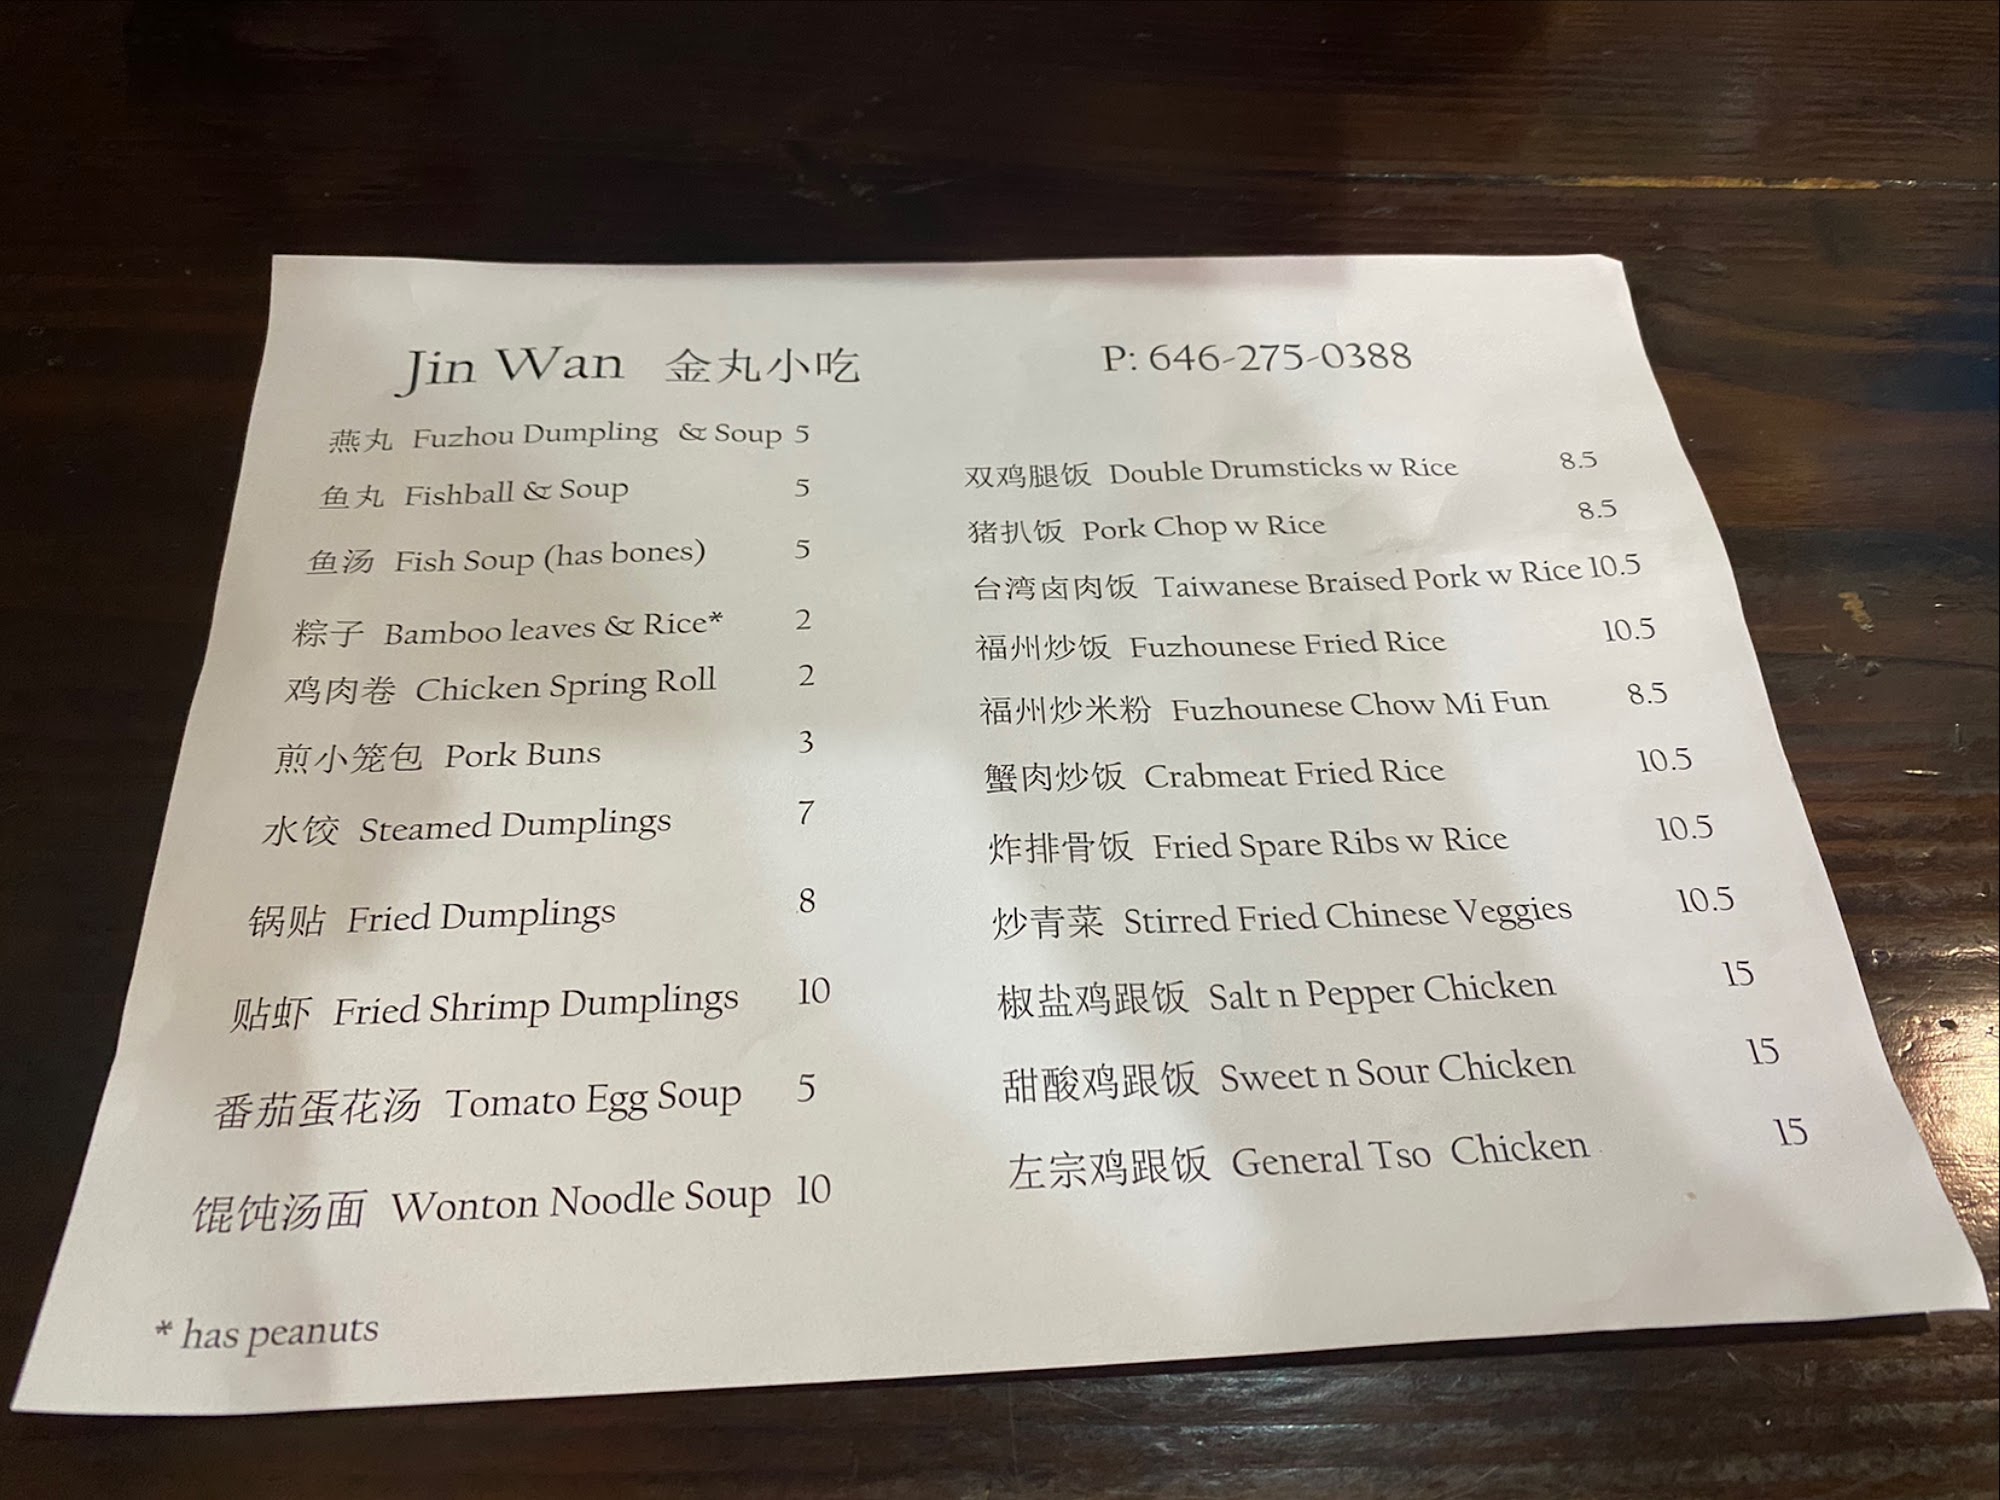 Jin Wan 金丸小吃
P: 646-275-0388
燕丸 Fuzhou Dumpling & Soup 5
鱼丸 Fishball & Soup 5
鱼汤 Fish Soup (has bones) 5
粽子 Bamboo leaves & Rice* 2
鸡肉卷 Chicken Spring Roll 2
煎小笼包 Pork Buns 3
水饺 Steamed Dumplings 7
锅贴 Fried Dumplings 8
贴虾 Fried Shrimp Dumplings 10
番茄蛋花汤 Tomato Egg Soup 5
馄饨汤面 Wonton Noodle Soup 10
* has peanuts
双鸡腿饭 Double Drumsticks w Rice 8.5
猪扒饭 Pork Chop w Rice 8.5
台湾卤肉饭 Taiwanese Braised Pork w Rice 10.5
福州炒饭 Fuzhounese Fried Rice 10.5
福州炒米粉 Fuzhounese Chow Mi Fun 8.5
蟹肉炒饭 Crabmeat Fried Rice 10.5
炸排骨饭 Fried Spare Ribs w Rice 10.5
炒青菜 Stirred Fried Chinese Veggies 10.5
椒盐鸡跟饭 Salt n Pepper Chicken 15
甜酸鸡跟饭 Sweet n Sour Chicken 15
左宗鸡跟饭 General Tso Chicken 15